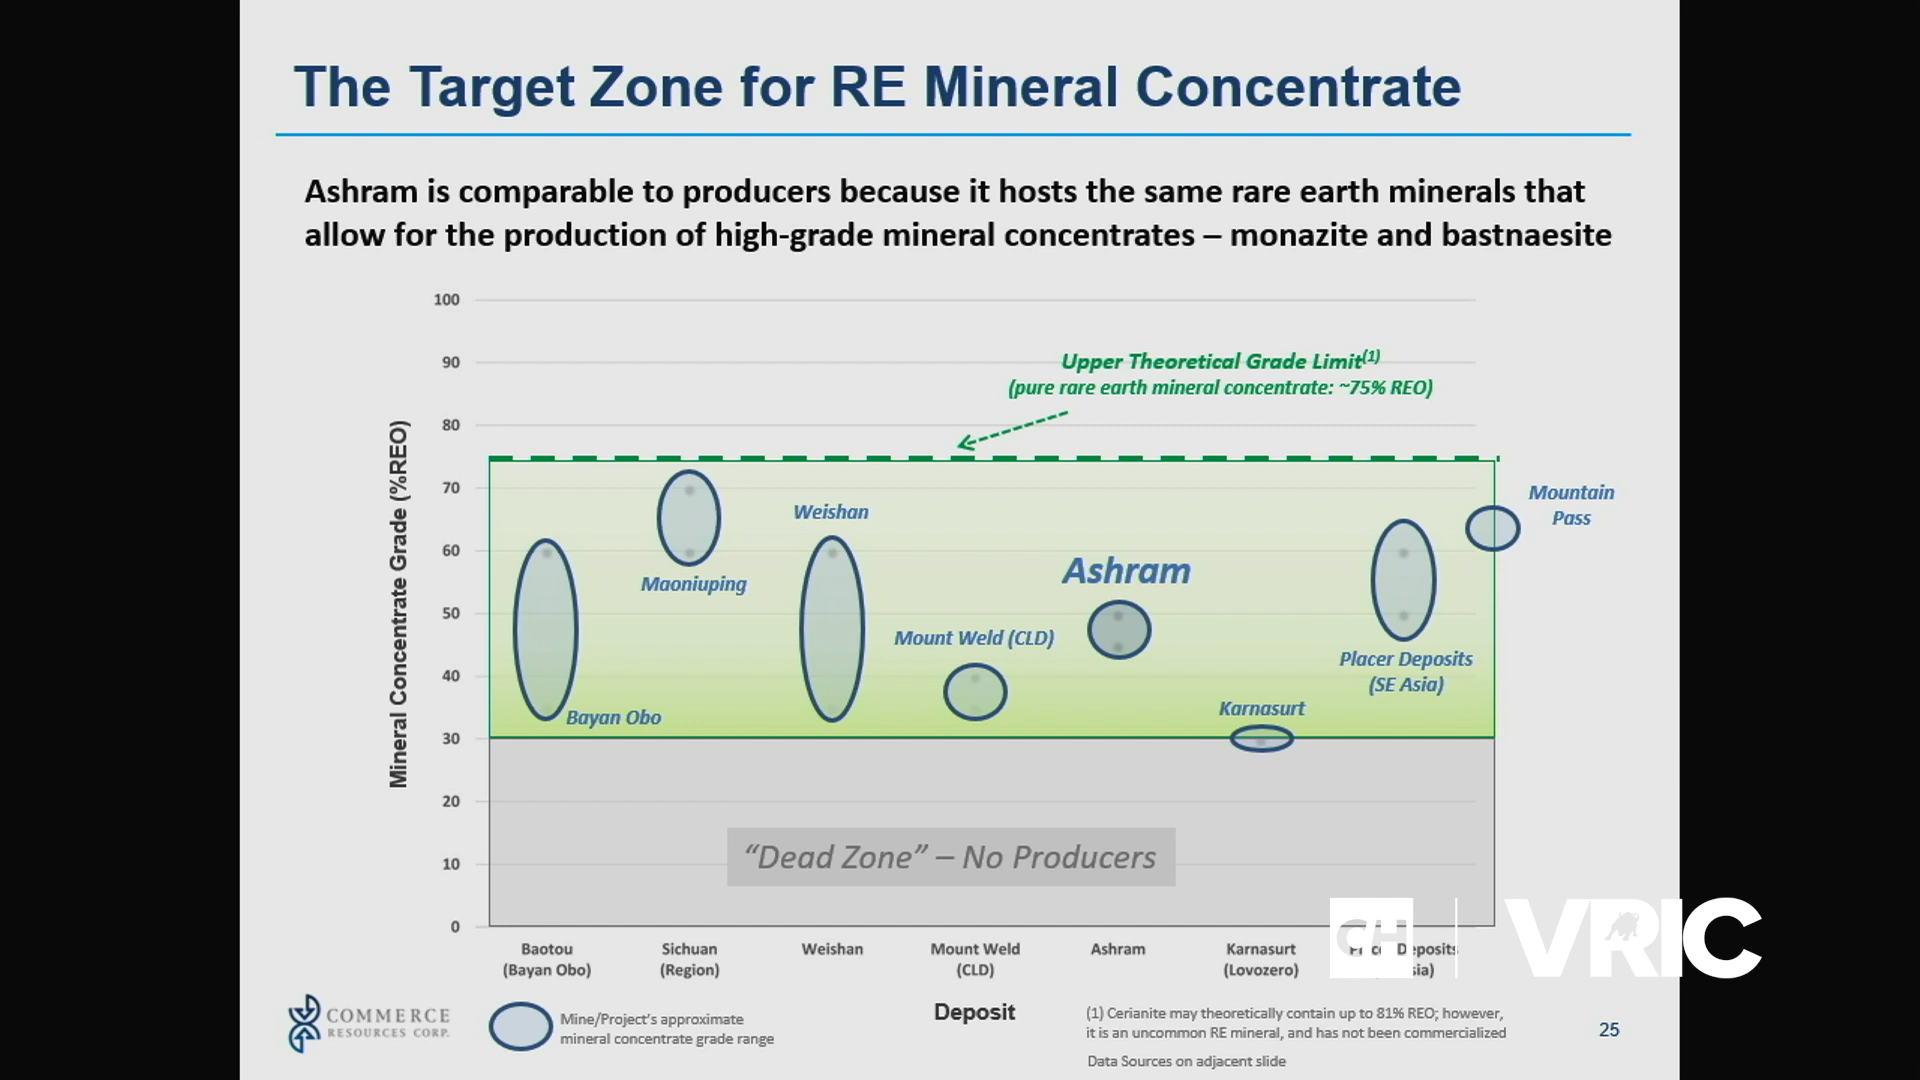 The Target Zone for RE Mineral Concentrate
Ashram is comparable to producers because it hosts the same rare earth minerals that
allow for the production of high-grade mineral concentrates – monazite and bastnaesite
100
90
80
70
60
50
40
30
20
10
0
Mineral Concentrate Grade (%REO)
Upper Theoretical Grade Limit(1)
(pure rare earth mineral concentrate: ~75% REO)
Mountain
Pass
Weishan
Ashram
Maoniuping
Mount Weld (CLD)
Placer Deposits
(SE Asia)
Karnasurt
Bayan Obo
“Dead Zone” – No Producers
Baotou
(Bayan Obo)
Sichuan
(Region)
Weishan
Mount Weld
(CLD)
Ashram
Karnasurt
(Lovozero)
Deposits
Deposit
CH
VRIC
COMMERCE
RESOURCES CORP.
Mine/Project's approximate
mineral concentrate grade range
(1) Cerianite may theoretically contain up to 81% REO; however,
it is an uncommon RE mineral, and has not been commercialized
Data Sources on adjacent slide
25